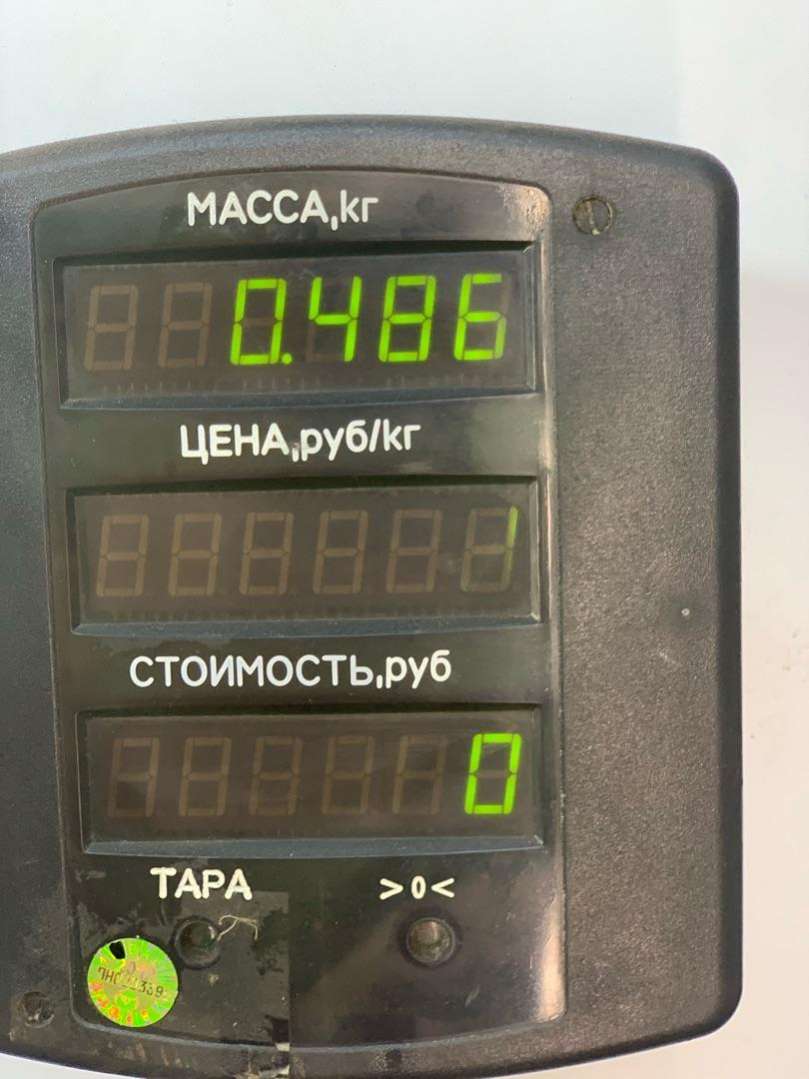 МАССА,кг
0.486
ЦЕНА,руб/кг
1
СТОИМОСТЬ,руб
0
ТАРА >0<